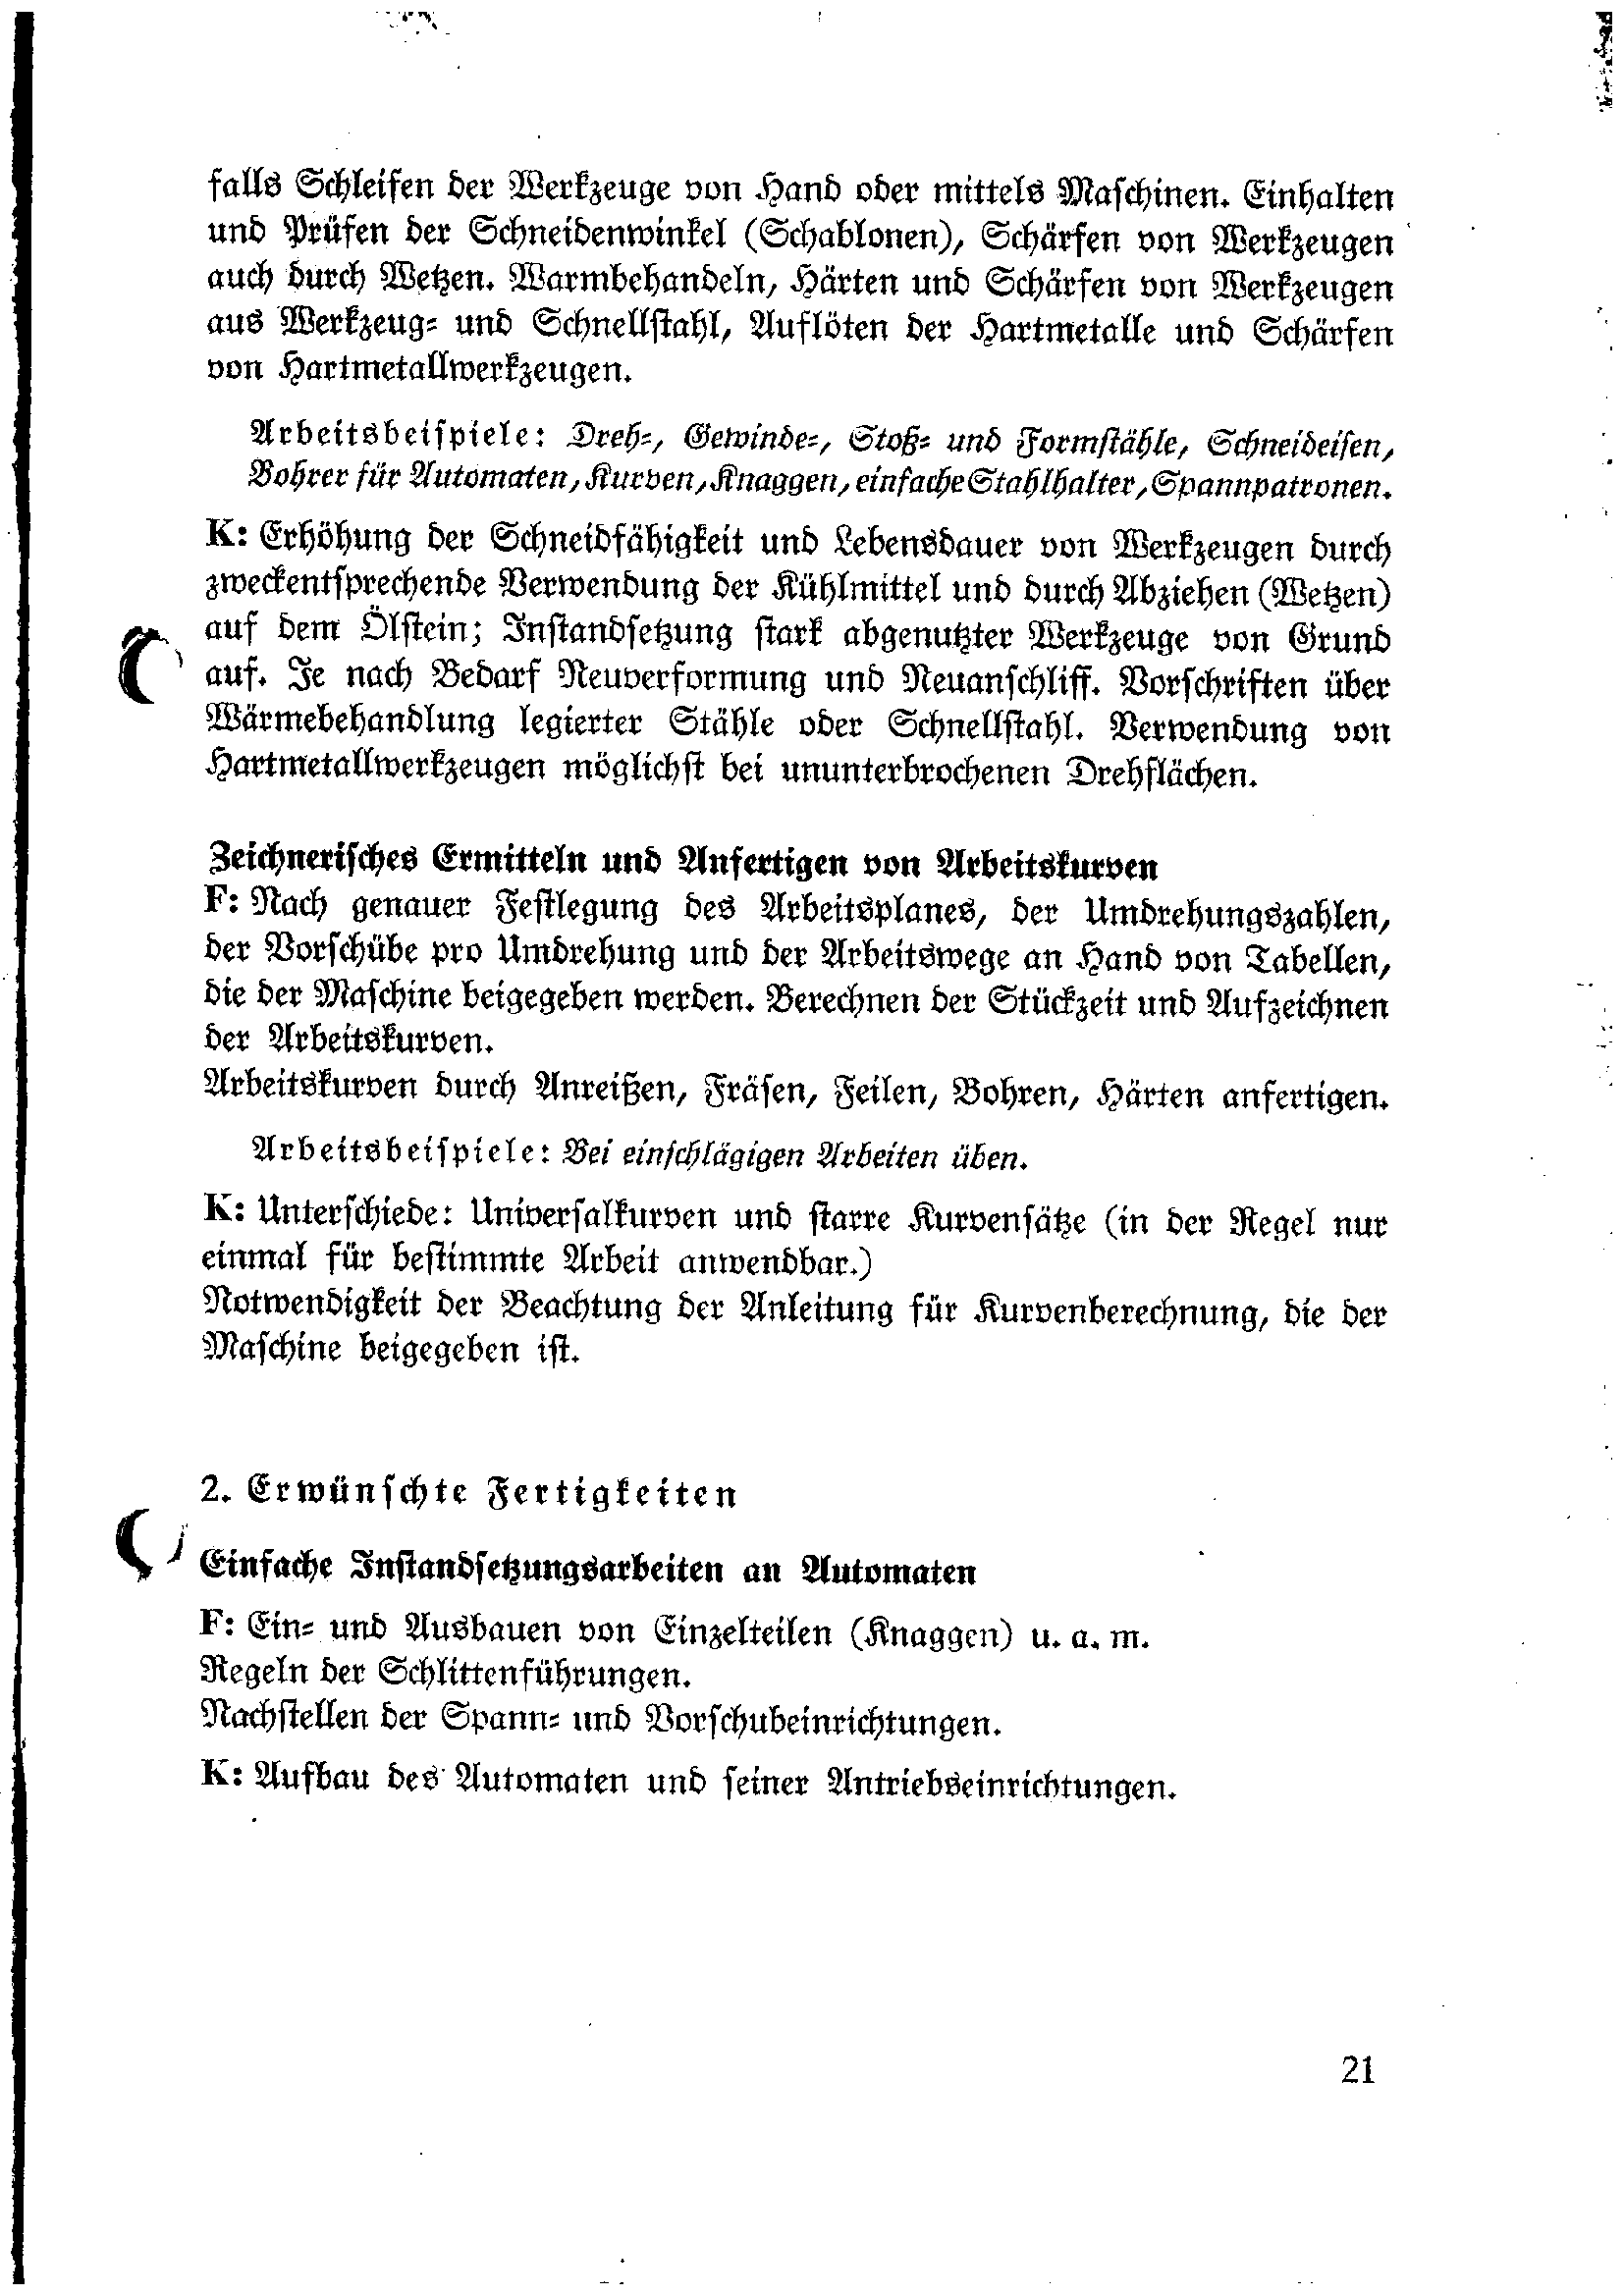 falls Schleifen der Werkzeuge von Hand oder mittels Maschinen. Einhalten
und Prüfen der Schneidenwinkel (Schablonen), Schärfen von Werkzeugen
auch durch Wetzen. Warmbehandeln, Härten und Schärfen von Werkzeugen
aus Werkzeug- und Schnellstahl, Auflöten der Hartmetalle und Schärfen
von Hartmetallwerkzeugen.
Arbeitsbeispiele: Dreh-, Gewinde-, Stoß- und Formstähle, Schneideisen,
Bohrer für Automaten, Kurven, Knaggen, einfache Stahlhalter, Spannpatronen.
K: Erhöhung der Schneidfähigkeit und Lebensdauer von Werkzeugen durch
zweckentsprechende Verwendung der Kühlmittel und durch Abziehen (Wetzen)
auf dem Ölstein; Instandsetzung stark abgenutzter Werkzeuge von Grund
auf. Je nach Bedarf Neuverformung und Neuanschliff. Vorschriften über
Wärmebehandlung legierter Stähle oder Schnellstahl. Verwendung von
Hartmetallwerkzeugen möglichst bei ununterbrochenen Drehflächen.
Zeichnerisches Ermitteln und Anfertigen von Arbeitskurven
F: Nach genauer Festlegung des Arbeitsplanes, der Umdrehungszahlen,
der Vorschübe pro Umdrehung und der Arbeitswege an Hand von Tabellen,
die der Maschine beigegeben werden. Berechnen der Stückzeit und Aufzeichnen
der Arbeitskurven.
Arbeitskurven durch Anreißen, Fräsen, Feilen, Bohren, Härten anfertigen.
Arbeitsbeispiele: Bei einschlägigen Arbeiten üben.
K: Unterschiede: Universalkurven und starre Kurvensätze (in der Regel nur
einmal für bestimmte Arbeit anwendbar.)
Notwendigkeit der Beachtung der Anleitung für Kurvenberechnung, die der
Maschine beigegeben ist.
2. Erwünschte Fertigkeiten
Einfache Instandsetzungsarbeiten an Automaten
F: Ein- und Ausbauen von Einzelteilen (Knaggen) u. a. m.
Regeln der Schlittenführungen.
Nachstellen der Spann- und Vorschubeinrichtungen.
K: Aufbau des Automaten und seiner Antriebseinrichtungen.
21